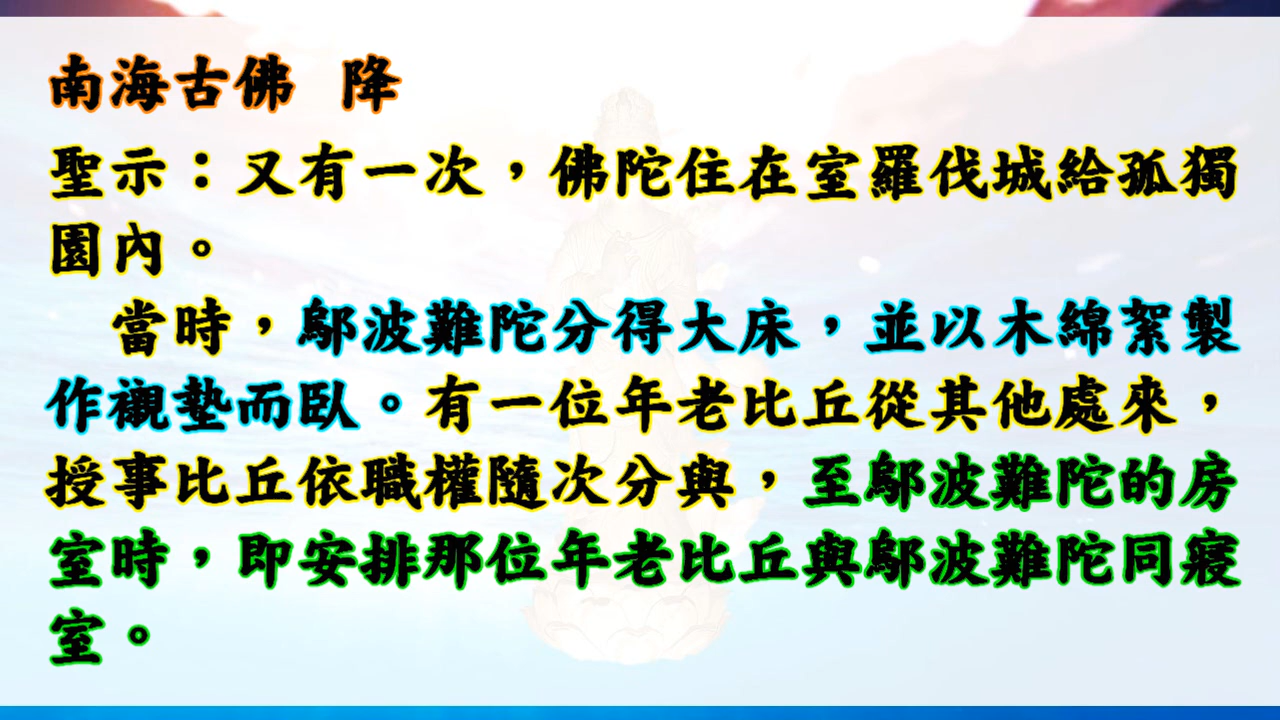 南海古佛 降
聖示：又有一次，佛陀住在室羅伐城給孤獨
園內。
當時，鄔波難陀分得大床，並以木綿絮製
作襯墊而臥。有一位年老比丘從其他處來，
授事比丘依職權隨次分與，至鄔波難陀的房
室時，即安排那位年老比丘與鄔波難陀同寢
室。